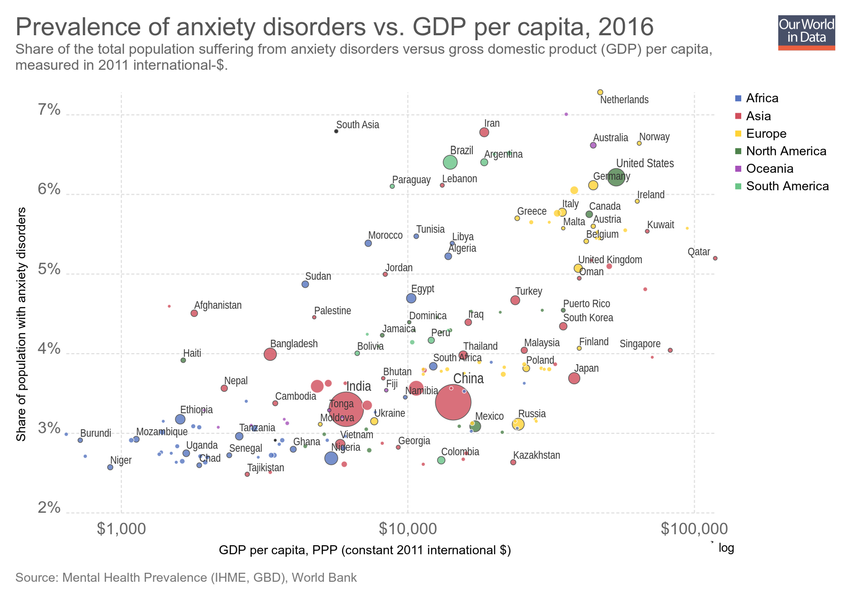 Prevalence of anxiety disorders vs. GDP per capita, 2016
Share of the total population suffering from anxiety disorders versus gross domestic product (GDP) per capita,
measured in 2011 international-$.
Our World
in Data
7%
6%
5%
4%
3%
2%
Share of population with anxiety disorders
Netherlands
South Asia
Iran
Australia
Norway
Brazil
Argentina
United States
Paraguay
Lebanon
Germany
Ireland
Greece
Italy
Canada
Malta
Austria
Kuwait
Morocco
Tunisia
Libya
Belgium
Algeria
Qatar
Jordan
United Kingdom
Oman
Sudan
Egypt
Turkey
Afghanistan
Palestine
Dominica
Iraq
Puerto Rico
South Korea
Jamaica
Peru
Bangladesh
Bolivia
Thailand
Malaysia
Finland
Singapore
Haiti
South Africa
Poland
Nepal
Bhutan
India
China
Japan
Fiji
Namibia
Cambodia
Tonga
Ethiopia
Moldova
Ukraine
Mexico
Russia
Burundi
Mozambique
Tanzania
Vietnam
Georgia
Uganda
Senegal
Ghana
Nigeria
Niger
Chad
Tajikistan
Colombia
Kazakhstan
Africa
Asia
Europe
North America
Oceania
South America
$1,000
$10,000
$100,000
GDP per capita, PPP (constant 2011 international $)
log
Source: Mental Health Prevalence (IHME, GBD), World Bank